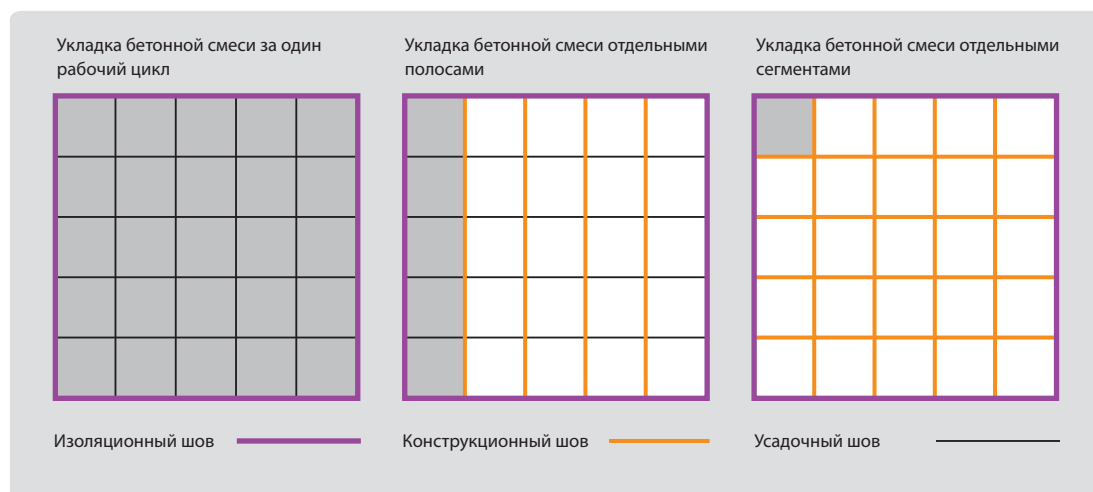 Укладка бетонной смеси за один
рабочий цикл
Укладка бетонной смеси отдельными
полосами
Укладка бетонной смеси отдельными
сегментами
Изоляционный шов
Конструкционный шов
Усадочный шов